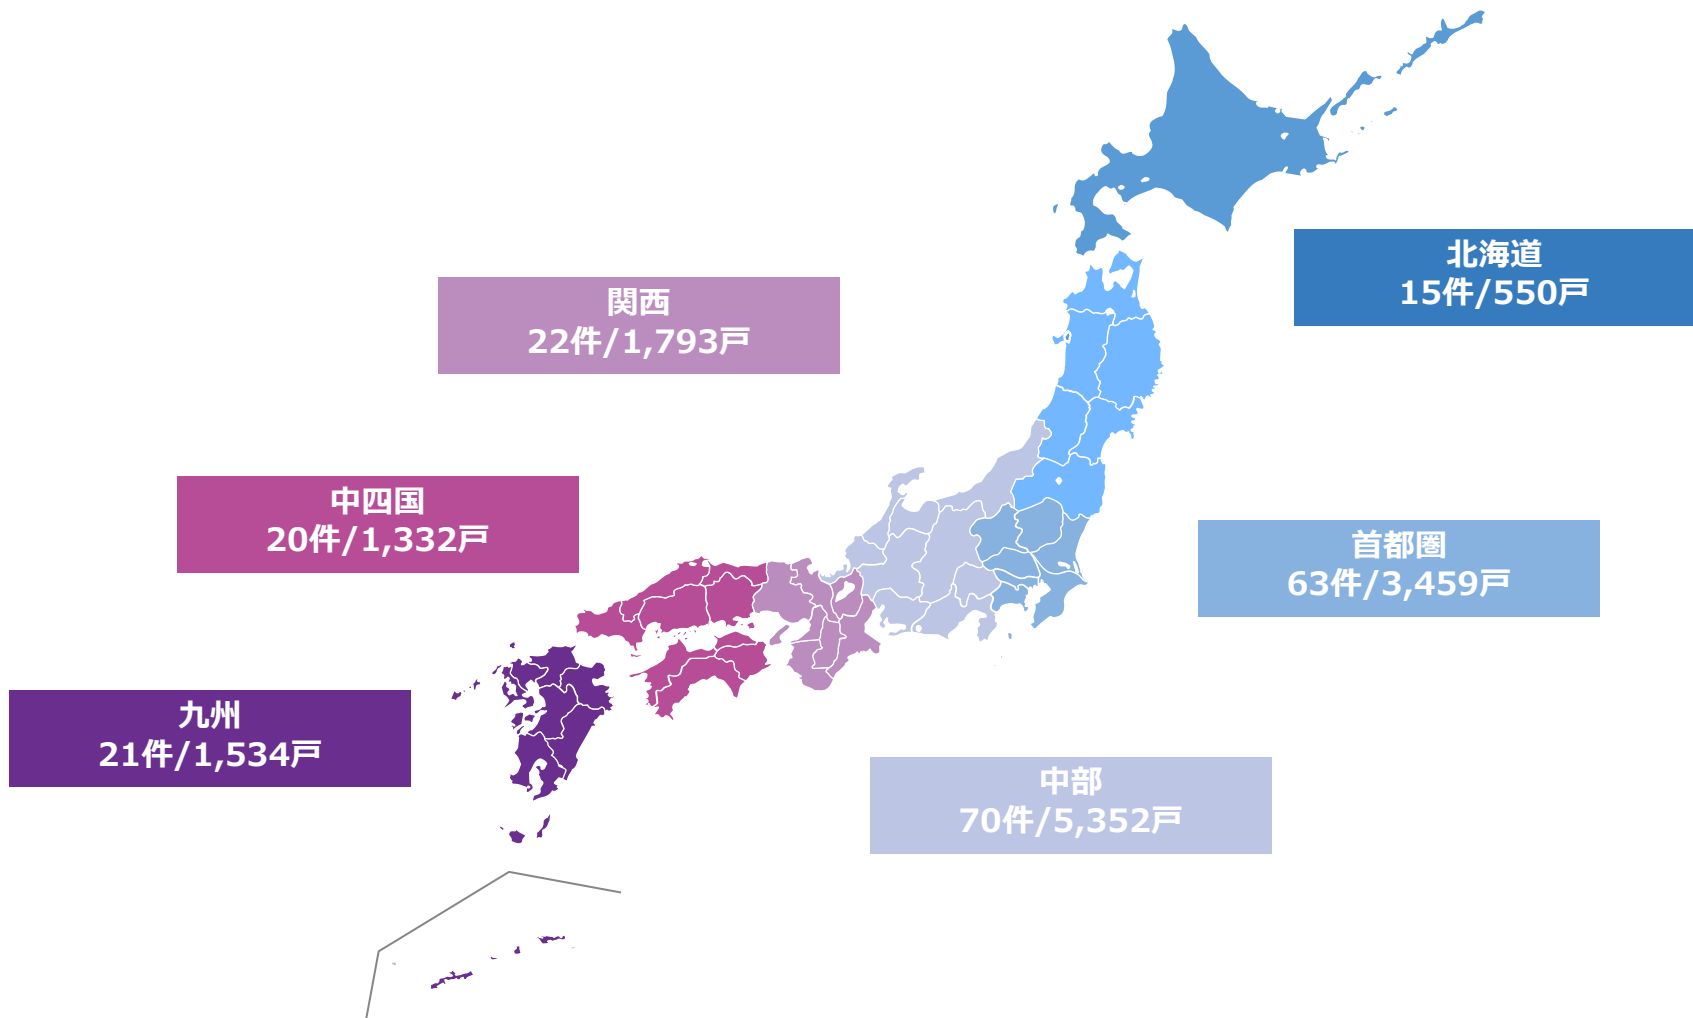 北海道
15件/550戸
関西
22件/1,793戸
中四国
20件/1,332戸
首都圏
63件/3,459戸
九州
21件/1,534戸
中部
70件/5,352戸